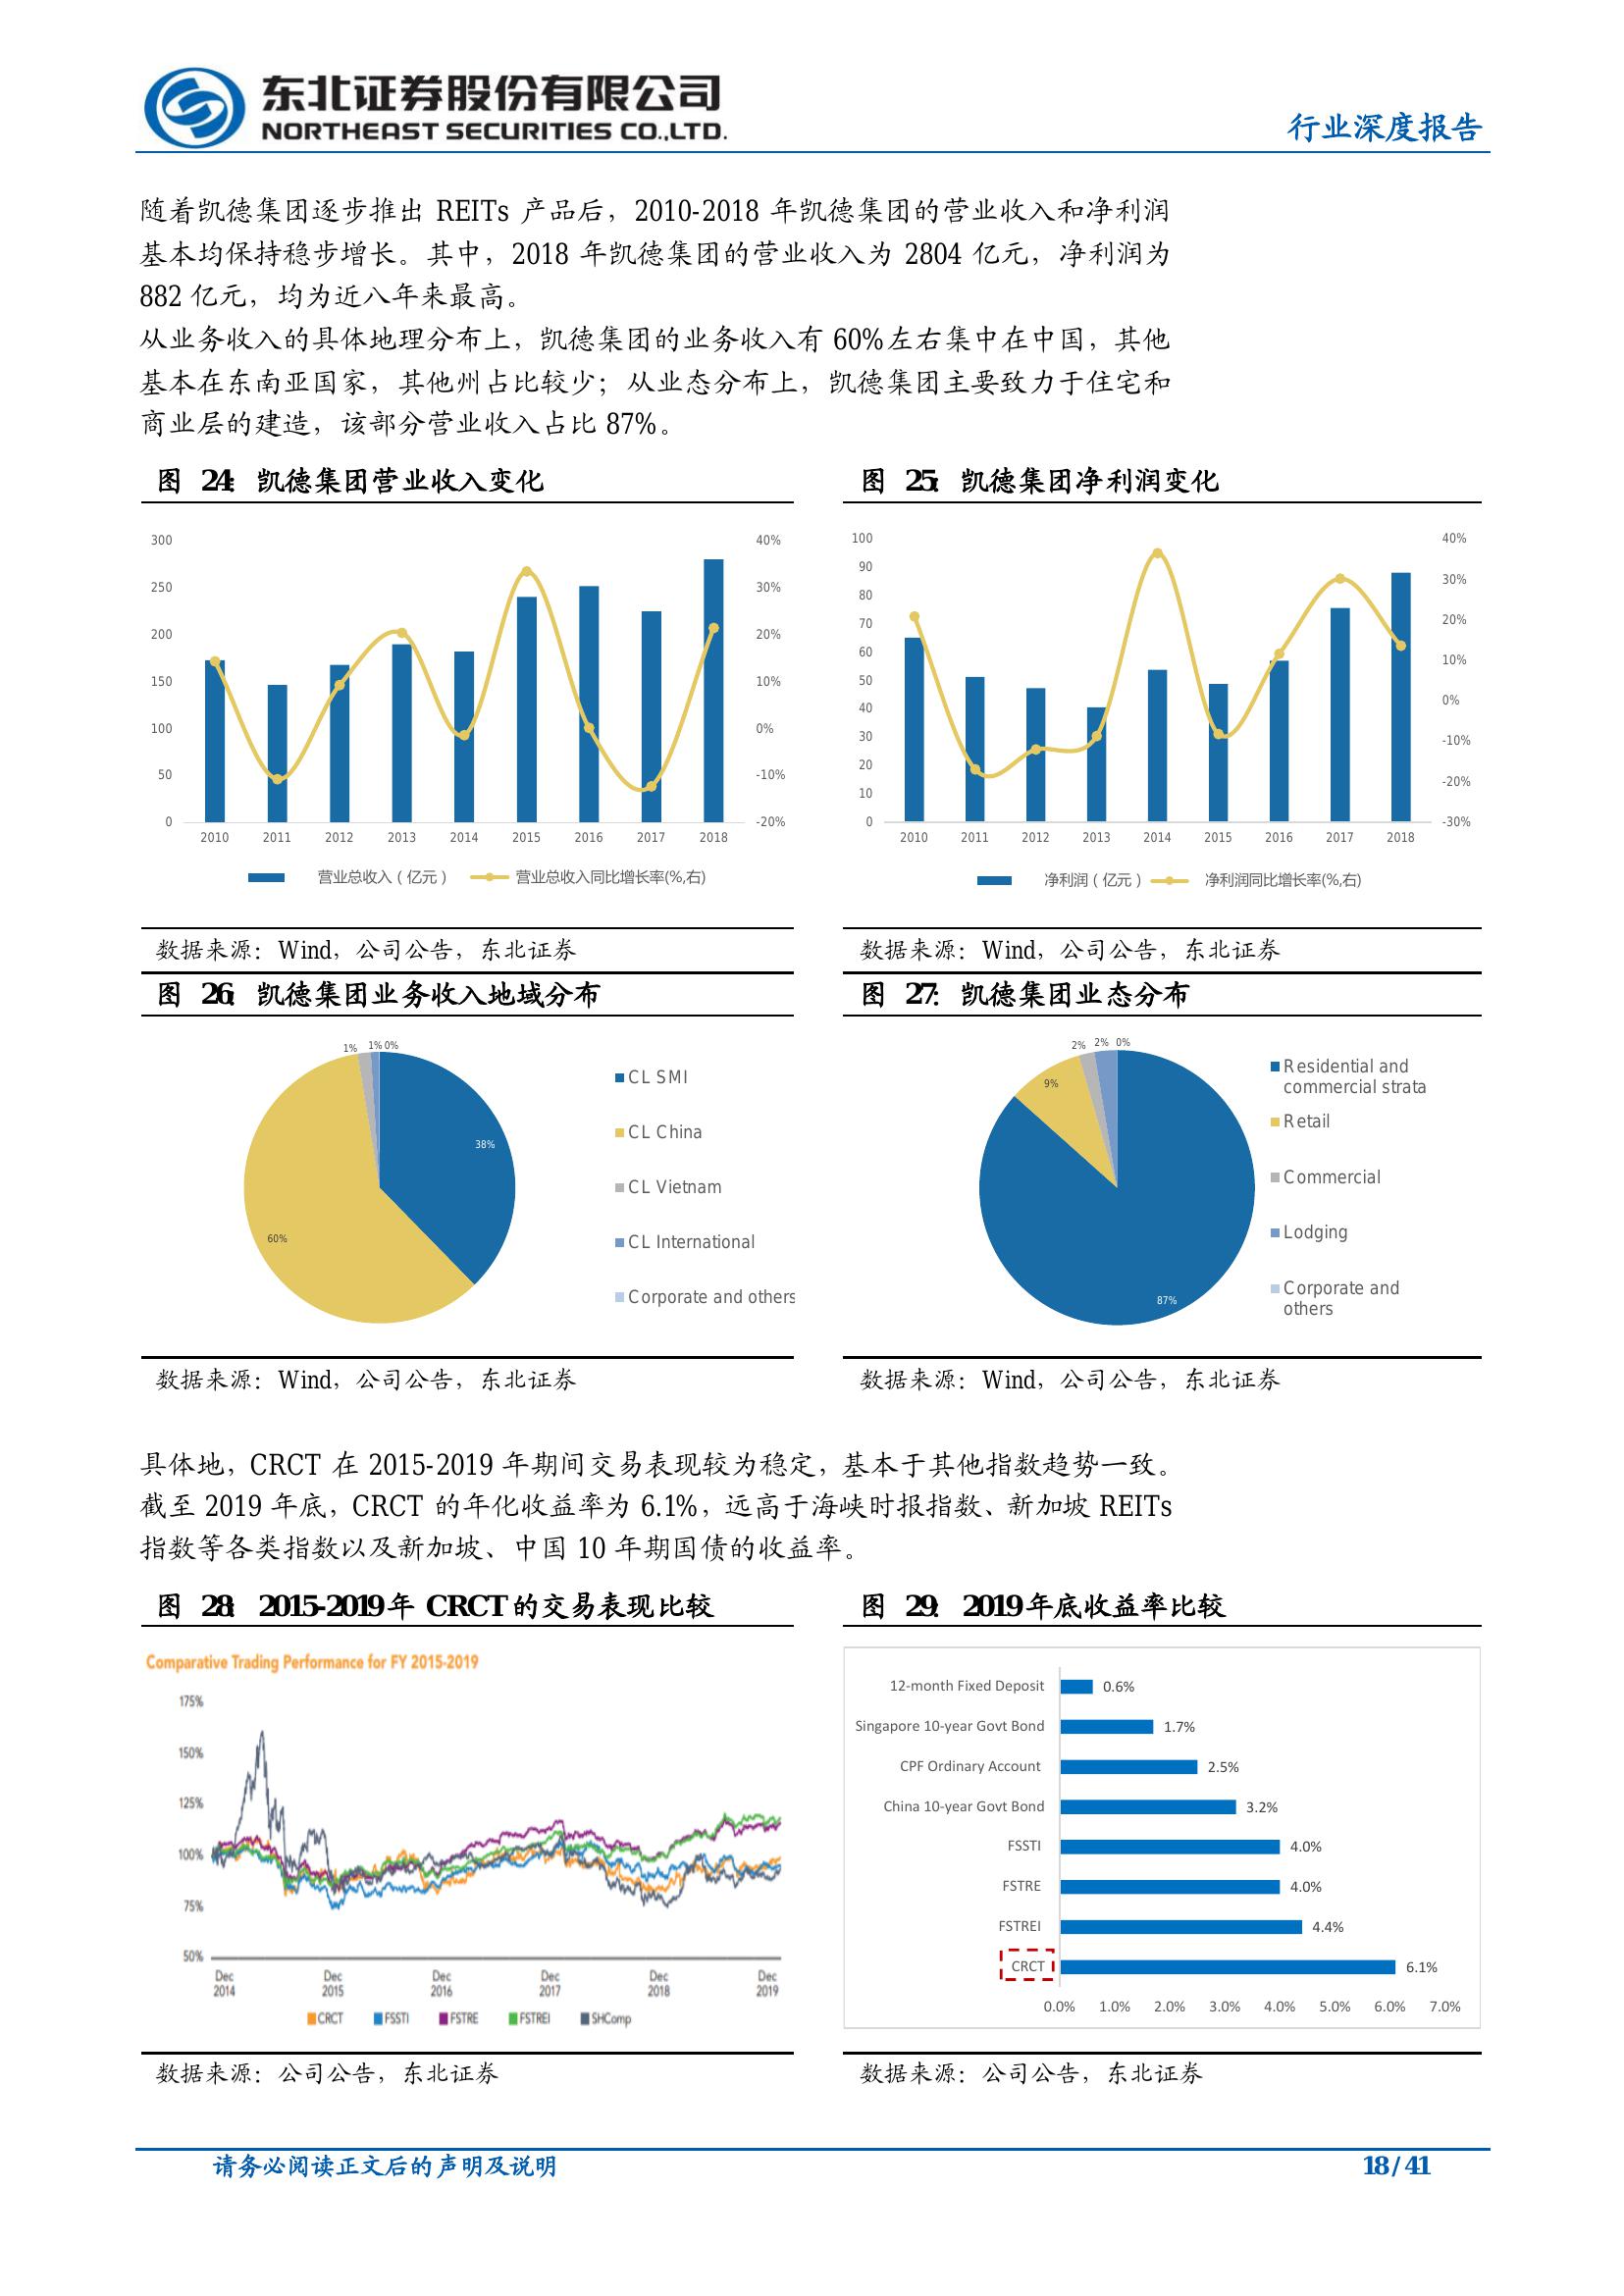 东北证券股份有限公司
NORTHEAST SECURITIES CO.,LTD.
行业深度报告
随着凯德集团逐步推出 REITs 产品后，2010-2018 年凯德集团的营业收入和净利润
基本均保持稳步增长。其中，2018 年凯德集团的营业收入为 2804 亿元，净利润为
882 亿元，均为近八年来最高。
从业务收入的具体地理分布上，凯德集团的业务收入有 60%左右集中在中国，其他
基本在东南亚国家，其他州占比较少；从业态分布上，凯德集团主要致力于住宅和
商业层的建造，该部分营业收入占比 87%。
图 24：凯德集团营业收入变化
300
250
200
150
100
50
0
40%
30%
20%
10%
0%
-10%
-20%
2010 2011 2012 2013 2014 2015 2016 2017 2018
营业总收入（亿元） 营业总收入同比增长率(%,右)
数据来源：Wind，公司公告，东北证券
图 25：凯德集团净利润变化
100
90
80
70
60
50
40
30
20
10
0
40%
30%
20%
10%
0%
-10%
-20%
-30%
2010 2011 2012 2013 2014 2015 2016 2017 2018
净利润（亿元） 净利润同比增长率(%,右)
数据来源：Wind，公司公告，东北证券
图 26：凯德集团业务收入地域分布
1% 1% 0%
38%
60%
CL SMI
CL China
CL Vietnam
CL International
Corporate and others
数据来源：Wind，公司公告，东北证券
图 27：凯德集团业态分布
2% 2% 0%
9%
87%
Residential and
commercial strata
Retail
Commercial
Lodging
Corporate and
others
数据来源：Wind，公司公告，东北证券
具体地，CRCT 在 2015-2019 年期间交易表现较为稳定，基本于其他指数趋势一致。
截至 2019 年底，CRCT 的年化收益率为 6.1%，远高于海峡时报指数、新加坡 REITs
指数等各类指数以及新加坡、中国 10 年期国债的收益率。
图 28：2015-2019 年 CRCT 的交易表现比较
Comparative Trading Performance for FY 2015-2019
175%
150%
125%
100%
75%
50%
Dec Dec Dec Dec Dec Dec
2014 2015 2016 2017 2018 2019
CRCT FSSTI FSTRE FSTREI SHComp
数据来源：公司公告，东北证券
图 29：2019 年底收益率比较
12-month Fixed Deposit 0.6%
Singapore 10-year Govt Bond 1.7%
CPF Ordinary Account 2.5%
China 10-year Govt Bond 3.2%
FSSTI 4.0%
FSTRE 4.0%
FSTREI 4.4%
CRCT 6.1%
0.0% 1.0% 2.0% 3.0% 4.0% 5.0% 6.0% 7.0%
数据来源：公司公告，东北证券
请务必阅读正文后的声明及说明
18 / 41